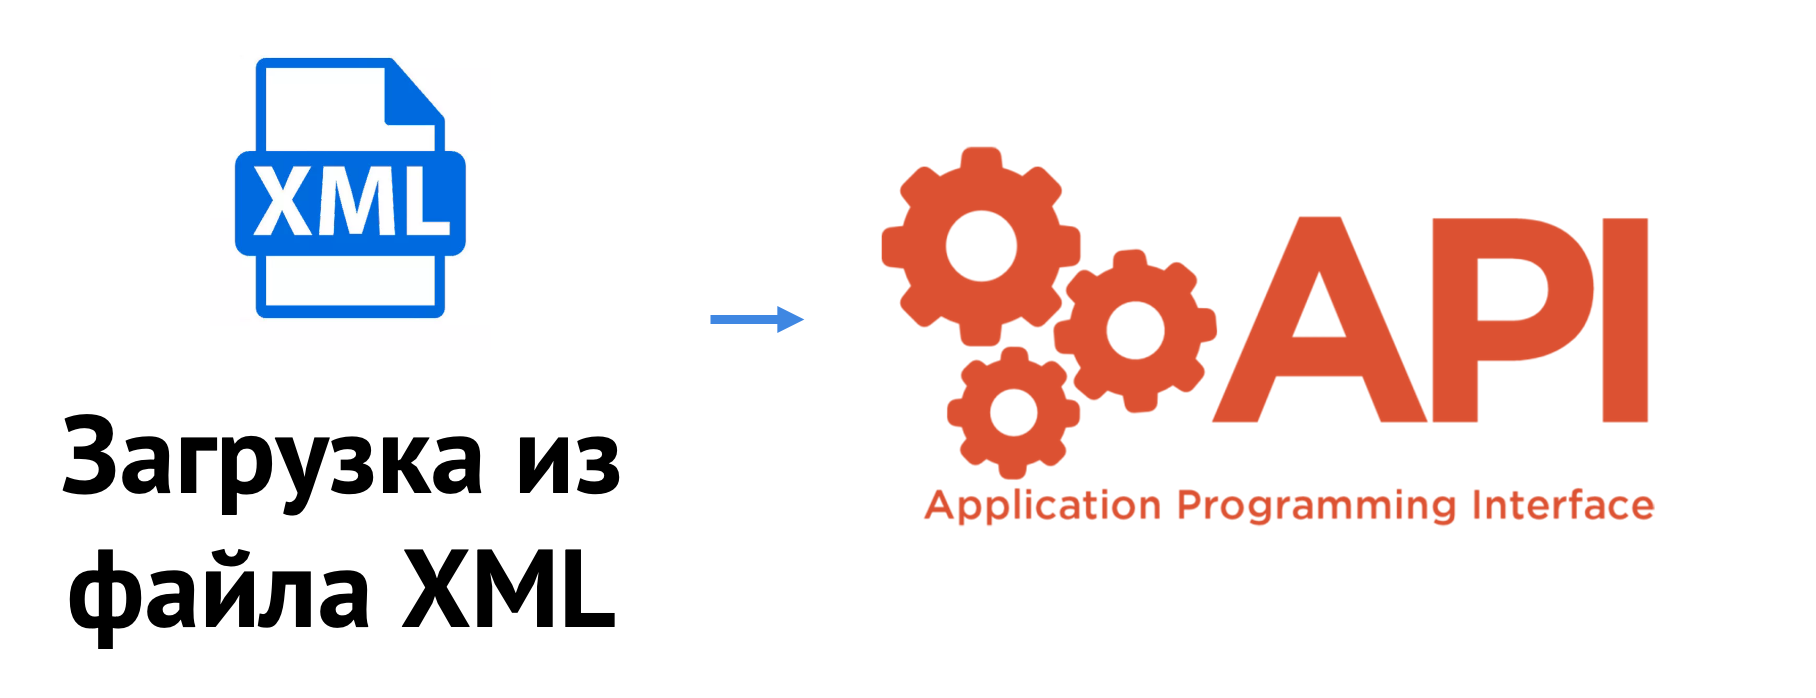 XML
Загрузка из
файла XML
API
Application Programming Interface